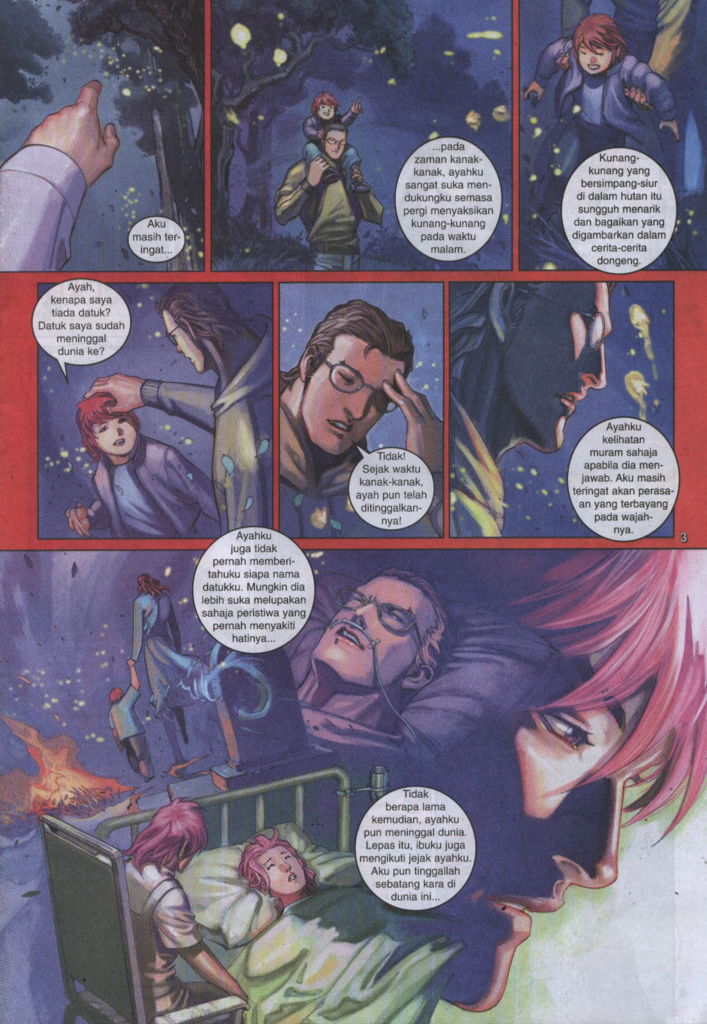 Aku
masih ter-
ingat...
...pada
zaman kanak-
kanak, ayahku
sangat suka men-
dukungku semasa
pergi menyaksikan
kunang-kunang
pada waktu
malam.
Kunang-
kunang yang
bersimpang-siur
di dalam hutan itu
sungguh menarik
dan bagaikan yang
digambarkan dalam
cerita-cerita
dongeng.
Ayah,
kenapa saya
tiada datuk?
Datuk saya sudah
meninggal
dunia ke?
Tidak!
Sejak waktu
kanak-kanak,
ayah pun telah
ditinggalkan-
nya!
Ayahku
kelihatan
muram sahaja
apabila dia men-
jawab. Aku masih
teringat akan perasa-
an yang terbayang
pada wajah-
nya.
3
Ayahku
juga tidak
pernah memberi-
tahuku siapa nama
datukku. Mungkin dia
lebih suka melupakan
sahaja peristiwa yang
pernah menyakiti
hatinya...
Tidak
berapa lama
kemudian, ayahku
pun meninggal dunia.
Lepas itu, ibuku juga
mengikuti jejak ayahku.
Aku pun tinggallah
sebatang kara di
dunia ini...